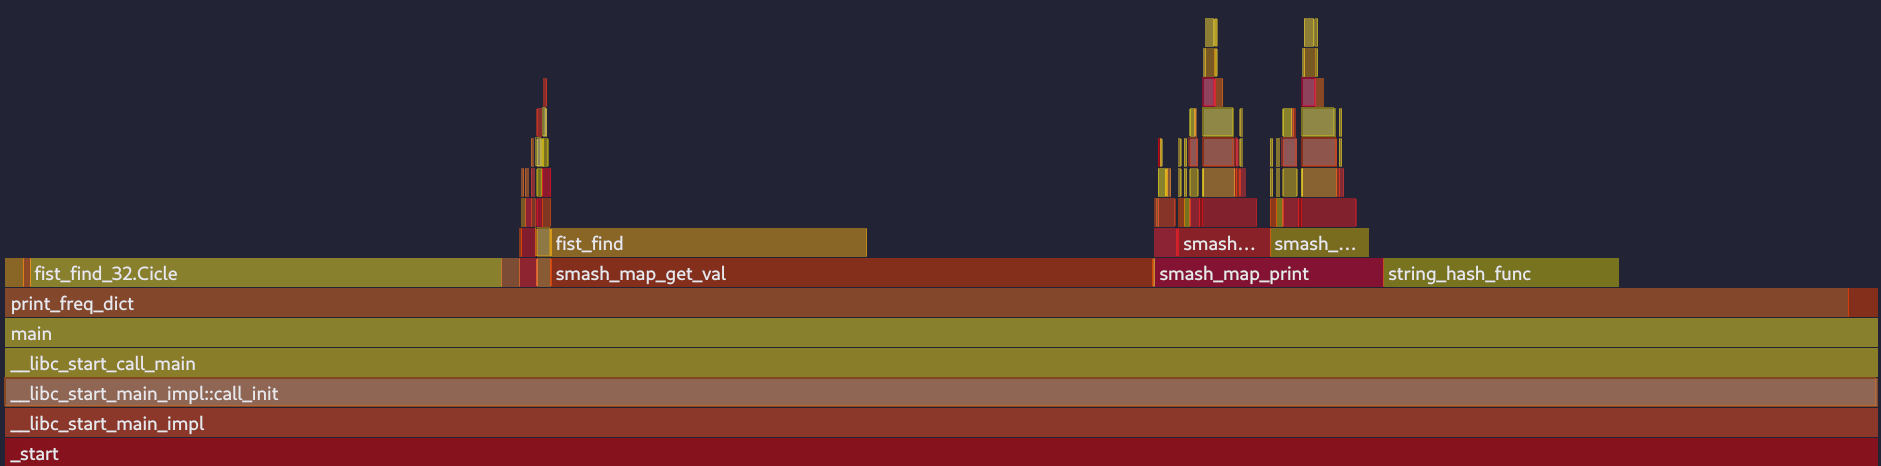 fist_find
smash...
smash_...
fist_find_32.Cicle
smash_map_get_val
smash_map_print
string_hash_func
print_freq_dict
main
__libc_start_call_main
__libc_start_main_impl::call_init
__libc_start_main_impl
_start